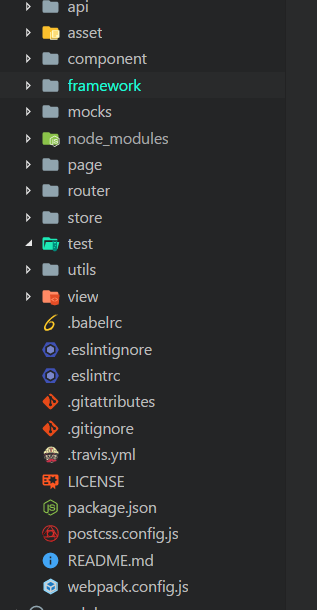 api
asset
component
framework
mocks
node_modules
page
router
store
test
utils
view
.babelrc
.eslintignore
.eslintrc
.gitattributes
.gitignore
.travis.yml
LICENSE
package.json
postcss.config.js
README.md
webpack.config.js